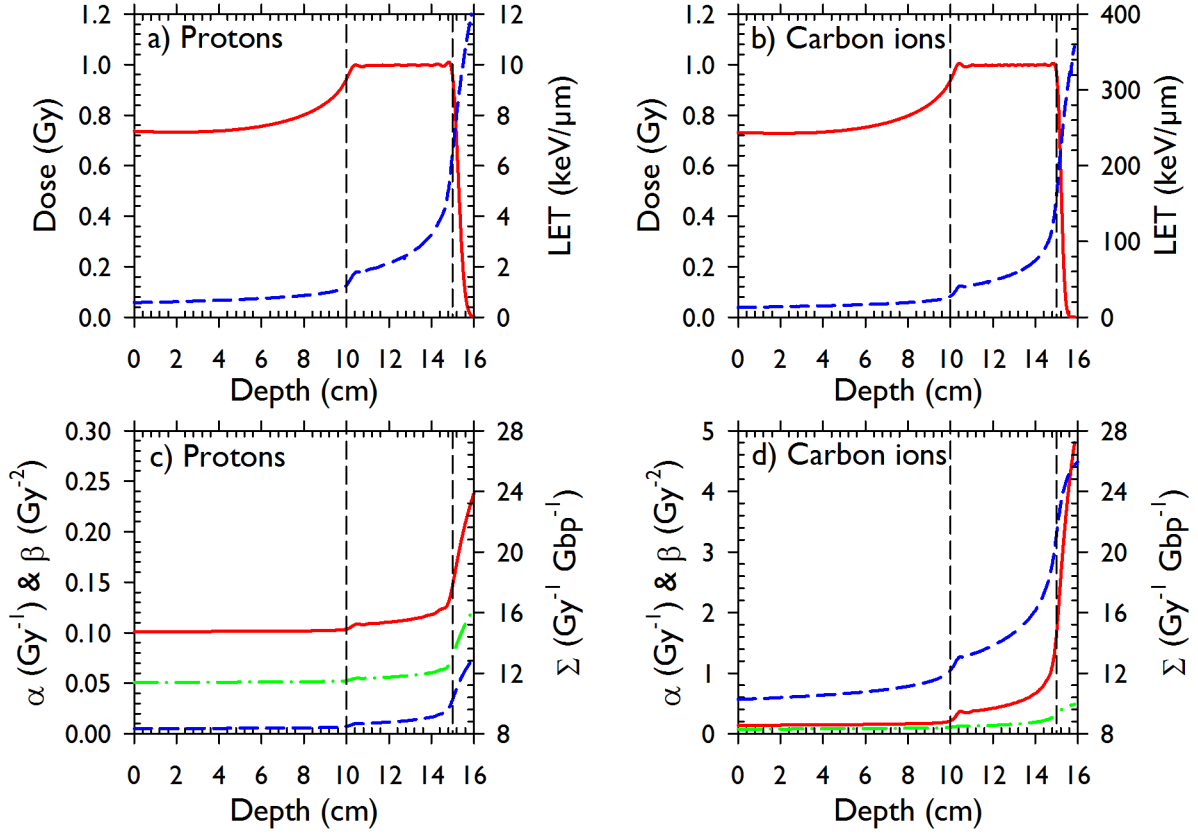 a) Protons
Dose (Gy)
1.2
1.0
0.8
0.6
0.4
0.2
0.0
12
10
8
6
4
2
0
LET (keV/μm)
0 2 4 6 8 10 12 14 16
Depth (cm)
b) Carbon ions
Dose (Gy)
1.2
1.0
0.8
0.6
0.4
0.2
0.0
400
300
200
100
0
LET (keV/μm)
0 2 4 6 8 10 12 14 16
Depth (cm)
c) Protons
α (Gy⁻¹) & β (Gy⁻²)
0.30
0.25
0.20
0.15
0.10
0.05
0.00
28
24
20
16
12
8
Σ (Gy⁻¹ Gbp⁻¹)
0 2 4 6 8 10 12 14 16
Depth (cm)
d) Carbon ions
α (Gy⁻¹) & β (Gy⁻²)
5
4
3
2
1
0
28
24
20
16
12
8
Σ (Gy⁻¹ Gbp⁻¹)
0 2 4 6 8 10 12 14 16
Depth (cm)